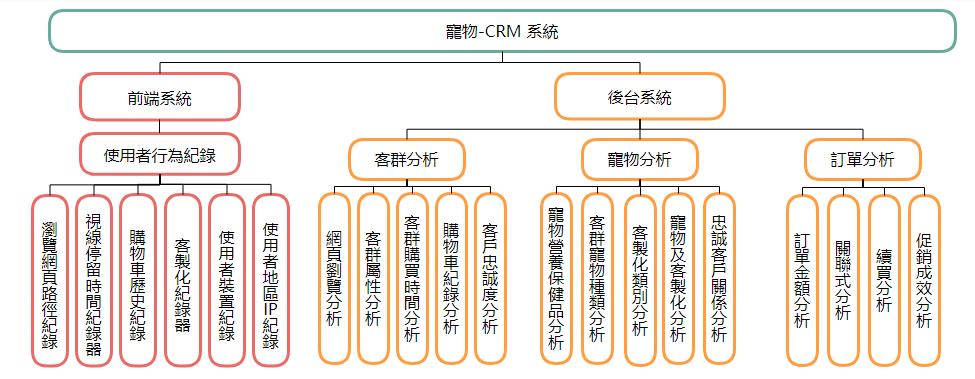 寵物-CRM 系統
前端系統
後台系統
使用者行為紀錄
客群分析
寵物分析
訂單分析
瀏覽網頁路徑紀錄
視線停留時間紀錄器
購物車歷史紀錄
客製化紀錄器
使用者裝置紀錄
使用者地區IP紀錄
網頁劉覽分析
客群屬性分析
客群購買時間分析
購物車紀錄分析
客戶忠誠度分析
寵物營養保健品分析
客群寵物種類分析
客製化類別分析
寵物及客製化分析
忠誠客戶關係分析
訂單金額分析
關聯式分析
續買分析
促銷成效分析